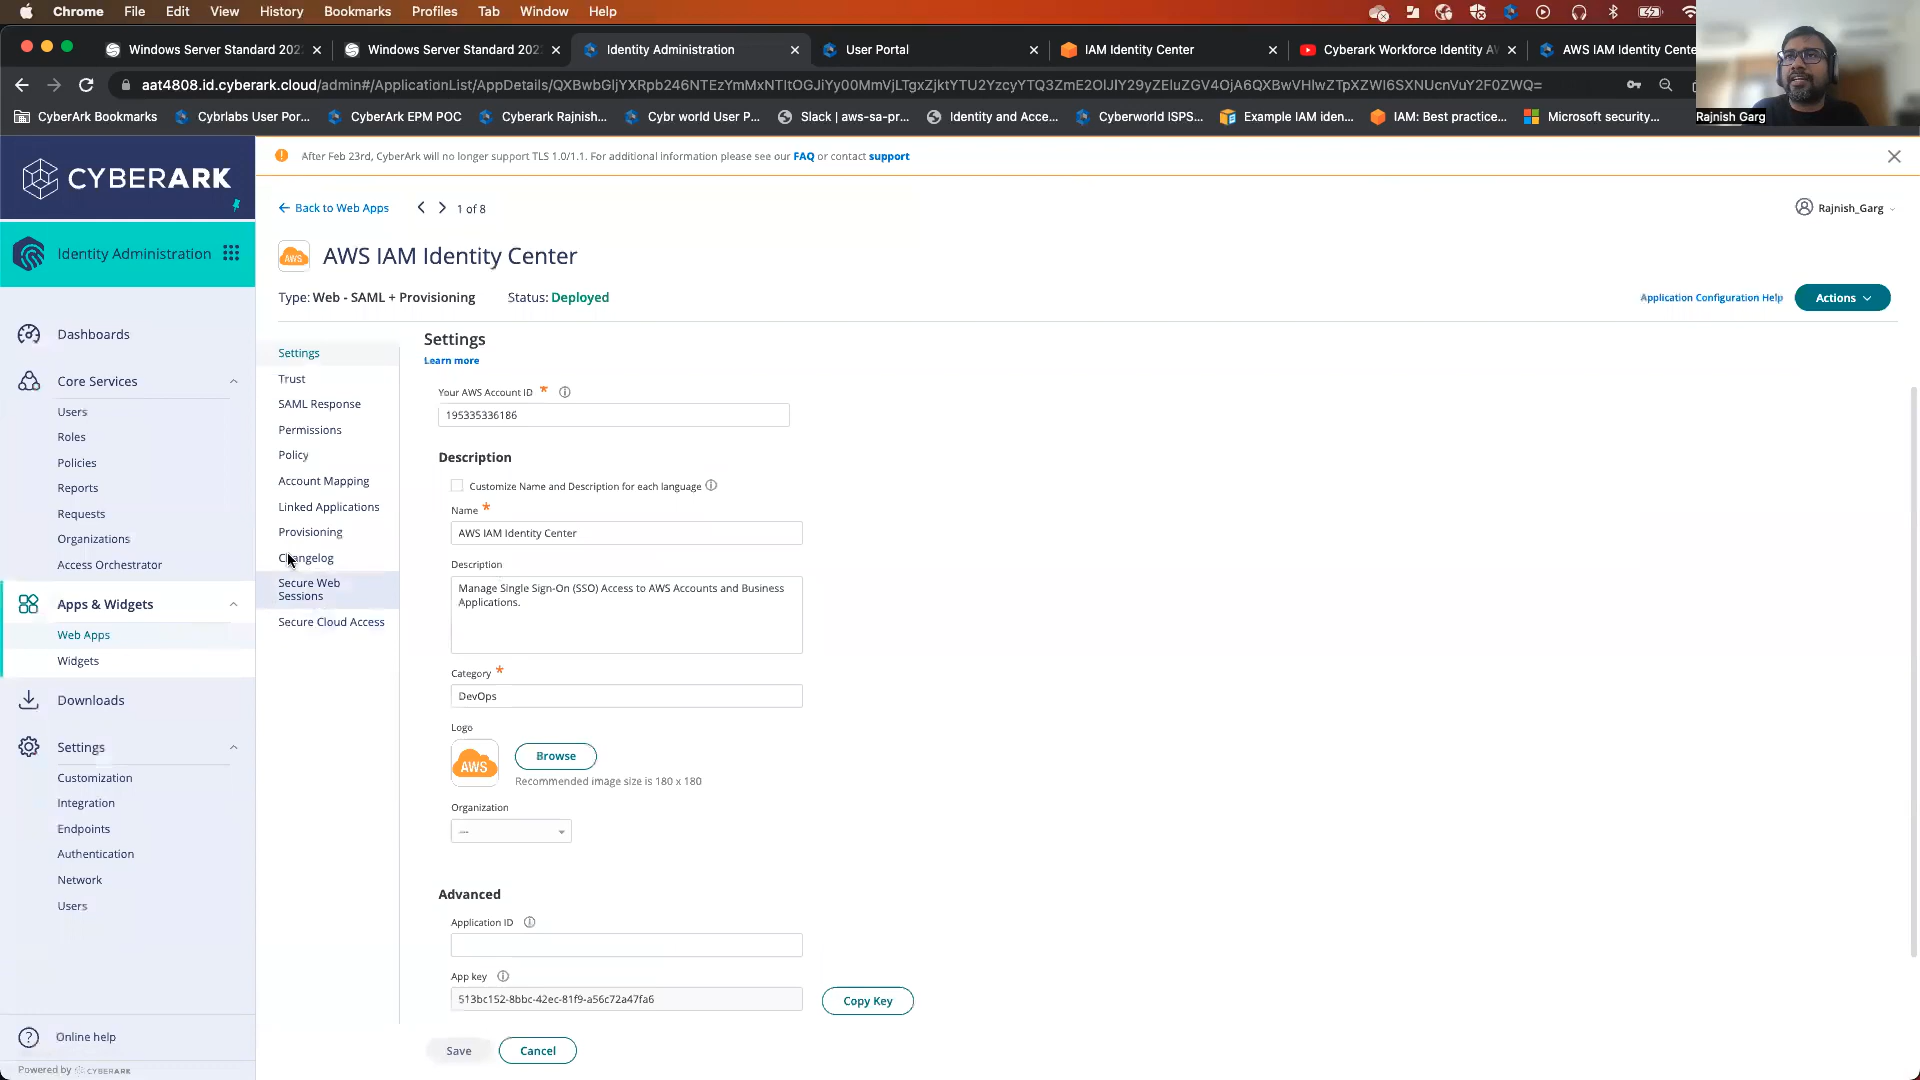 Chrome File Edit View History Bookmarks Profiles Tab Window Help
Windows Server Standard 202
Windows Server Standard 202
Identity Administration
User Portal
IAM Identity Center
Cyberark Workforce Identity AW
AWS IAM Identity Cente
aat4808.id.cyberark.cloud/admin#/ApplicationList/AppDetails/
CyberArk Bookmarks
Cybrlabs User Por...
CyberArk EPM POC
Cyberark Rajnish...
Cybr world User P...
Slack | aws-sa-pr...
Identity and Acce...
Cyberworld ISPS...
Example IAM iden...
IAM: Best practice...
Microsoft security...
Rajnish Garg
CYBERARK
After Feb 23rd, CyberArk will no longer support TLS 1.0/1.1. For additional information please see our FAQ or contact support
Back to Web Apps
1 of 8
Rajnish_Garg
Identity Administration
AWS
AWS IAM Identity Center
Type: Web - SAML + Provisioning
Status: Deployed
Application Configuration Help
Actions
Dashboards
Core Services
Users
Roles
Policies
Reports
Requests
Organizations
Access Orchestrator
Apps & Widgets
Web Apps
Widgets
Downloads
Settings
Customization
Integration
Endpoints
Authentication
Network
Users
Online help
Powered by CYBERARK
Settings
Trust
SAML Response
Permissions
Policy
Account Mapping
Linked Applications
Provisioning
Changelog
Secure Web
Sessions
Secure Cloud Access
Settings
Learn more
Your AWS Account ID *
195335336186
Description
Customize Name and Description for each language
Name *
AWS IAM Identity Center
Description
Manage Single Sign-On (SSO) Access to AWS Accounts and Business
Applications.
Category *
DevOps
Logo
AWS
Browse
Recommended image size is 180 x 180
Organization
---
Advanced
Application ID
App key
513bc152-8bbc-42ec-81f9-a56c72a47fa6
Copy Key
Save
Cancel